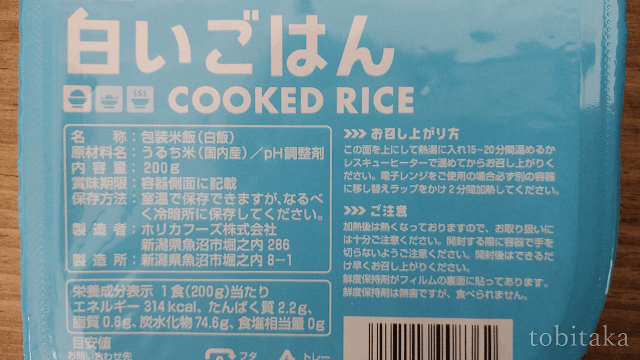 白いごはん
COOKED RICE
名　称：包装米飯（白飯）
原材料名：うるち米（国内産）／pH調整剤
内容量：200g
賞味期限：容器側面に記載
保存方法：室温で保存できますが、なるべ
く冷暗所に保存してください。
製造者：ホリカフーズ株式会社
新潟県魚沼市堀之内286
製造所：新潟県魚沼市堀之内8-1
栄養成分表示 1食（200g）当たり
エネルギー 314kcal、たんぱく質 2.2g、
脂質 0.8g、炭水化物 74.6g、食塩相当量 0g
目安値
お問い合わせ先
>>> お召し上がり方
この面を上にして熱湯に入れ15~20分間温めるか
レスキューヒーターで温めてからお召し上がりく
ださい。電子レンジをご使用の場合必ず別の容器
に移し替えラップをかけ2分間加熱してください。
>>> ご注意
加熱後は熱くなっておりますので、お取り扱いに
は十分ご注意ください。開封する際に容器で手を
切らないようご注意ください。開封後はできるだ
け早くお召し上がりください。
鮮度保持剤がフィルムの裏面に貼ってあります。
鮮度保持剤は無害ですが、食べられません。
フタ
トレー
tobitaka